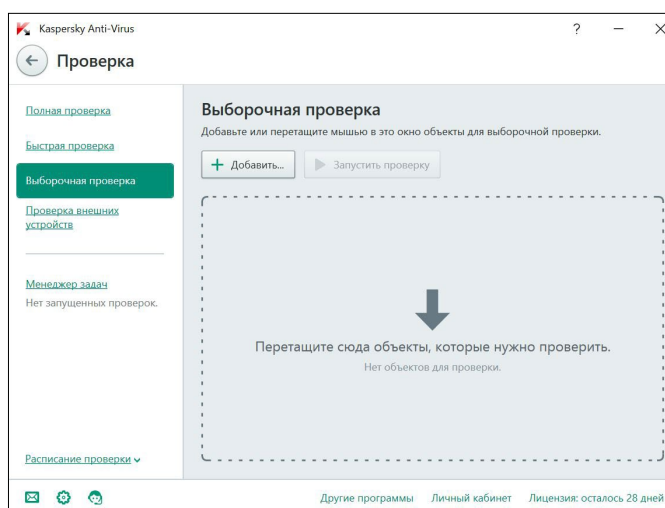 Kaspersky Anti-Virus
Проверка
Полная проверка
Быстрая проверка
Выборочная проверка
Проверка внешних
устройств
Менеджер задач
Нет запущенных проверок.
Расписание проверки
Выборочная проверка
Добавьте или перетащите мышью в это окно объекты для выборочной проверки.
+ Добавить...
Запустить проверку
Перетащите сюда объекты, которые нужно проверить.
Нет объектов для проверки.
Другие программы Личный кабинет Лицензия: осталось 28 дней